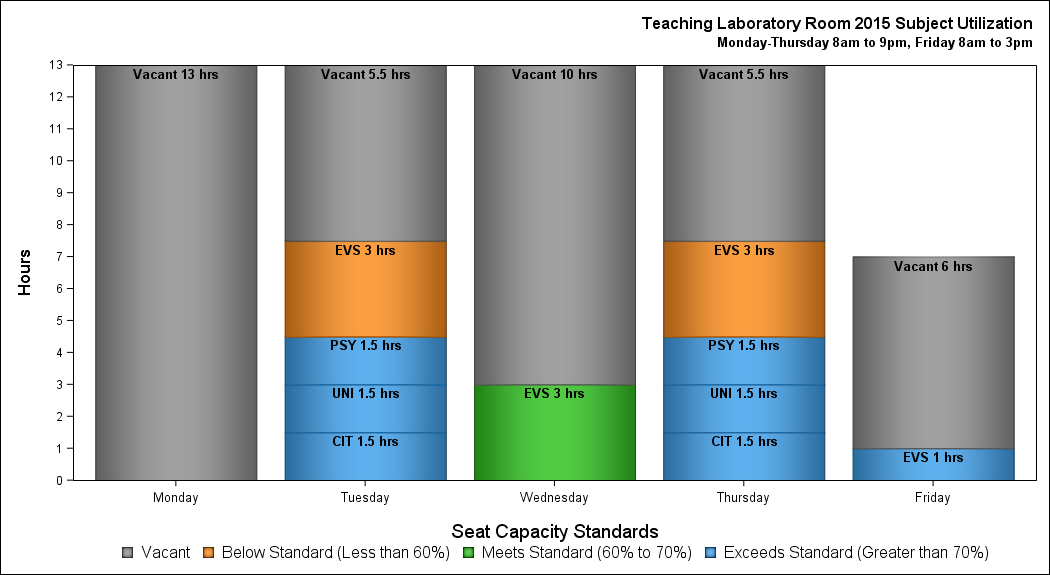 Teaching Laboratory Room 2015 Subject Utilization
Monday-Thursday 8am to 9pm, Friday 8am to 3pm
Hours
13
12
11
10
9
8
7
6
5
4
3
2
1
0
Vacant 13 hrs
Vacant 5.5 hrs
EVS 3 hrs
PSY 1.5 hrs
UNI 1.5 hrs
CIT 1.5 hrs
Vacant 10 hrs
EVS 3 hrs
Vacant 5.5 hrs
EVS 3 hrs
PSY 1.5 hrs
UNI 1.5 hrs
CIT 1.5 hrs
Vacant 6 hrs
EVS 1 hrs
Monday Tuesday Wednesday Thursday Friday
Seat Capacity Standards
Vacant Below Standard (Less than 60%) Meets Standard (60% to 70%) Exceeds Standard (Greater than 70%)